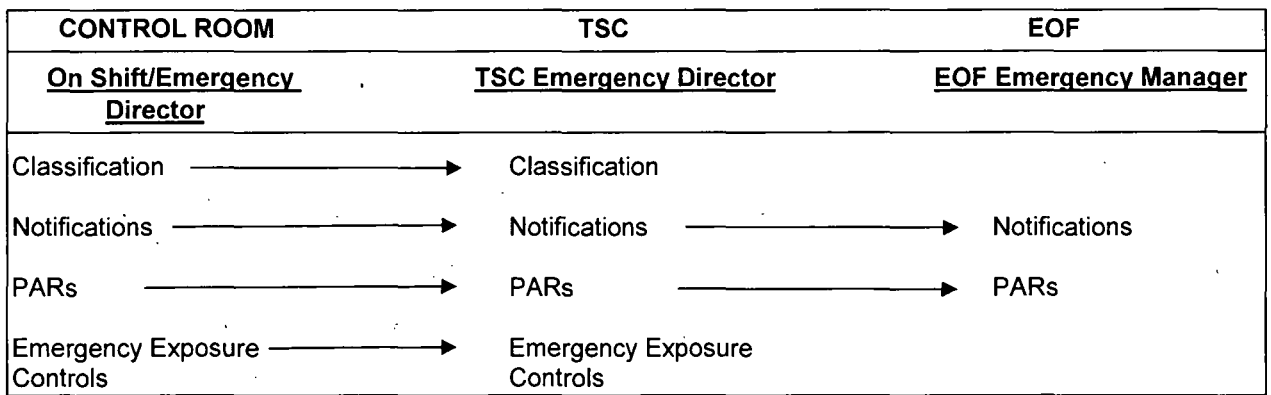 CONTROL ROOM TSC EOF
On Shift/Emergency Director TSC Emergency Director EOF Emergency Manager
Classification Classification
Notifications Notifications Notifications
PARs PARs PARs
Emergency Exposure Controls Emergency Exposure Controls